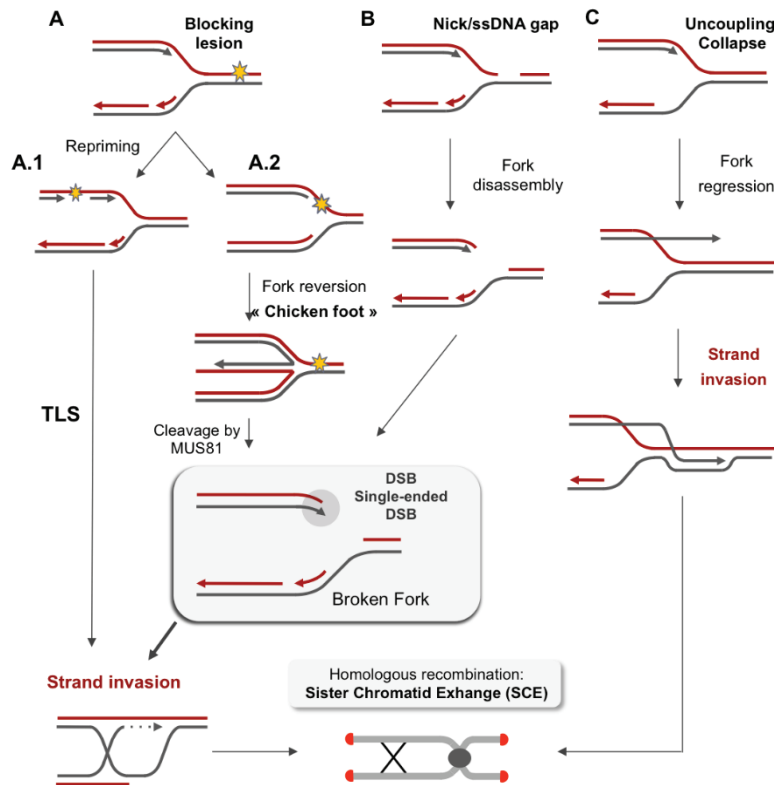 A
Blocking
lesion
B
Nick/ssDNA gap
C
Uncoupling
Collapse
Repriming
A.1
A.2
Fork
disassembly
Fork
regression
Fork reversion
« Chicken foot »
Strand
invasion
TLS
Cleavage by
MUS81
DSB
Single-ended
DSB
Broken Fork
Strand invasion
Homologous recombination:
Sister Chromatid Exhange (SCE)